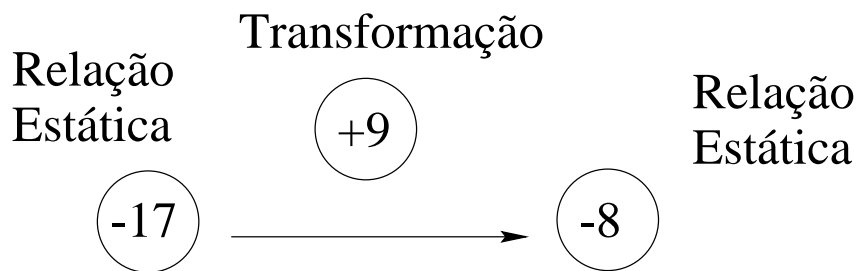 Transformação
Relação
Estática
+9
Relação
Estática
-17
-8